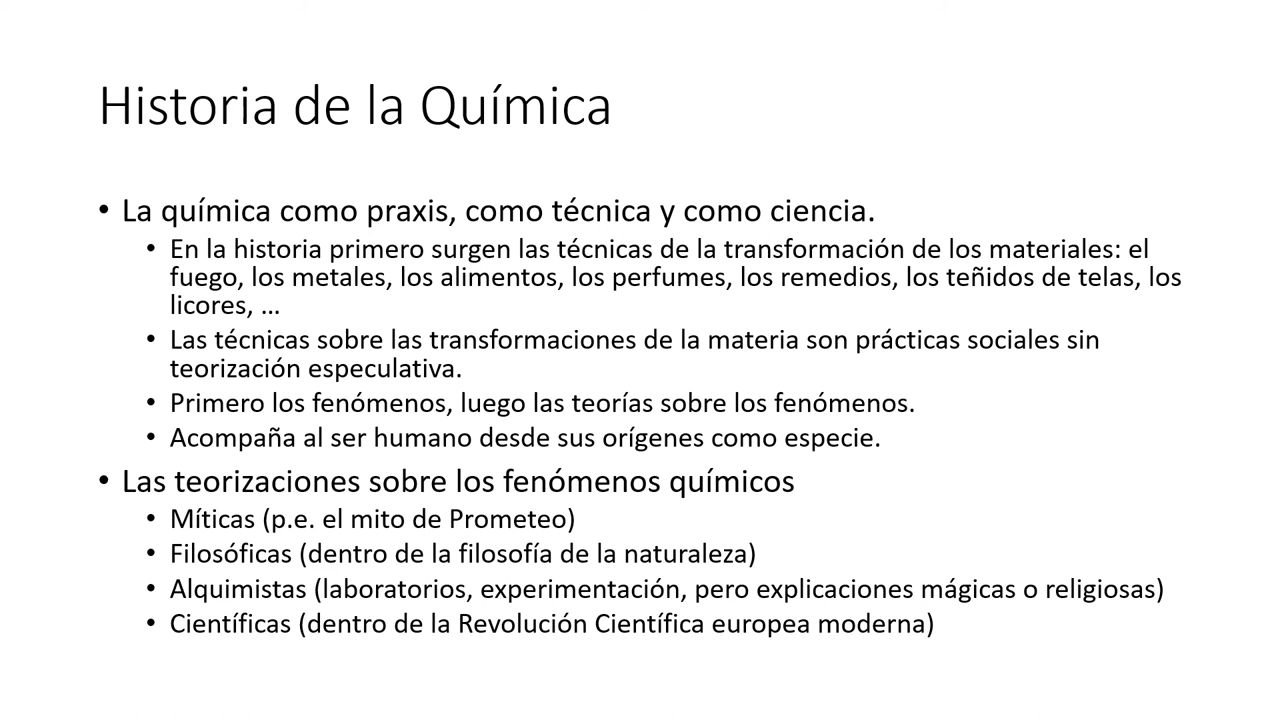 Historia de la Química
• La química como praxis, como técnica y como ciencia.
• En la historia primero surgen las técnicas de la transformación de los materiales: el
fuego, los metales, los alimentos, los perfumes, los remedios, los teñidos de telas, los
licores, ...
• Las técnicas sobre las transformaciones de la materia son prácticas sociales sin
teorización especulativa.
• Primero los fenómenos, luego las teorías sobre los fenómenos.
• Acompaña al ser humano desde sus orígenes como especie.
• Las teorizaciones sobre los fenómenos químicos
• Míticas (p.e. el mito de Prometeo)
• Filosóficas (dentro de la filosofía de la naturaleza)
• Alquimistas (laboratorios, experimentación, pero explicaciones mágicas o religiosas)
• Científicas (dentro de la Revolución Científica europea moderna)